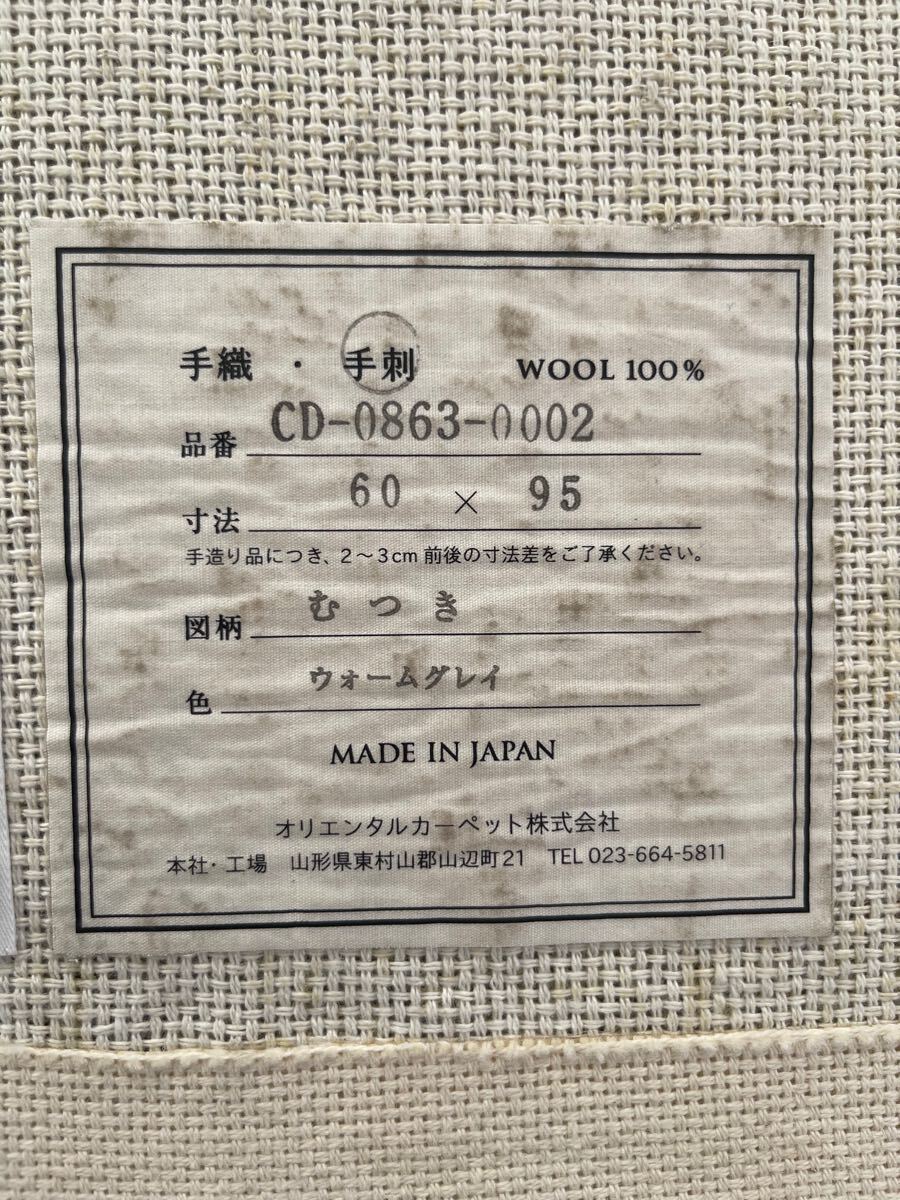 手織 ・ 手刺 WOOL 100%
品番 CD-0863-0002
寸法 60 × 95
手造り品につき、2～3cm 前後の寸法差をご了承ください。
図柄 むつき
色 ウォームグレイ
MADE IN JAPAN
オリエンタルカーペット株式会社
本社・工場 山形県東村山郡山辺町21 TEL 023-664-5811